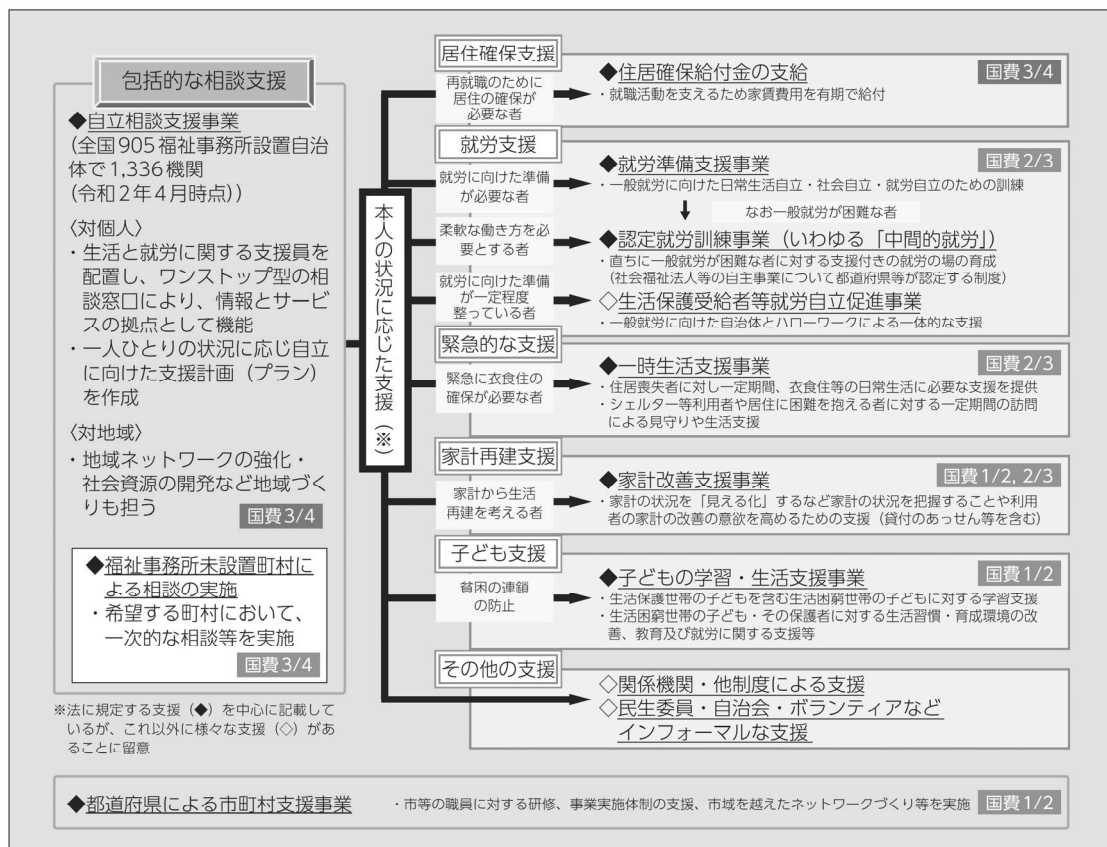 包括的な相談支援
◆自立相談支援事業
(全国905福祉事務所設置自治
体で1,336機関
(令和2年4月時点))
〈対個人〉
・生活と就労に関する支援員を
配置し、ワンストップ型の相
談窓口により、情報とサービ
スの拠点として機能
・一人ひとりの状況に応じ自立
に向けた支援計画（プラン）
を作成
〈対地域〉
・地域ネットワークの強化・
社会資源の開発など地域づく
りも担う
国費3/4
◆福祉事務所未設置町村に
よる相談の実施
・希望する町村において、
一次的な相談等を実施
国費3/4
※法に規定する支援（◆）を中心に記載して
いるが、これ以外に様々な支援（◇）があ
ることに留意
本人の状況に応じた支援（※）
居住確保支援
再就職のために
居住の確保が
必要な者
◆住居確保給付金の支給
国費3/4
・就職活動を支えるため家賃費用を有期で給付
就労支援
就労に向けた準備
が必要な者
◆就労準備支援事業
国費2/3
・一般就労に向けた日常生活自立・社会自立・就労自立のための訓練
なお一般就労が困難な者
柔軟な働き方を必
要とする者
◆認定就労訓練事業（いわゆる「中間的就労」）
・直ちに一般就労が困難な者に対する支援付きの就労の場の育成
(社会福祉法人等の自主事業について都道府県等が認定する制度)
就労に向けた準備
が一定程度
整っている者
◇生活保護受給者等就労自立促進事業
・一般就労に向けた自治体とハローワークによる一体的な支援
緊急的な支援
緊急に衣食住の
確保が必要な者
◆一時生活支援事業
国費2/3
・住居喪失者に対し一定期間、衣食住等の日常生活に必要な支援を提供
・シェルター等利用者や居住に困難を抱える者に対する一定期間の訪問
による見守りや生活支援
家計再建支援
家計から生活
再建を考える者
◆家計改善支援事業
国費1/2, 2/3
・家計の状況を「見える化」するなど家計の状況を把握することや利用
者の家計の改善の意欲を高めるための支援（貸付のあっせん等を含む）
子ども支援
貧困の連鎖
の防止
◆子どもの学習・生活支援事業
国費1/2
・生活保護世帯の子どもを含む生活困窮世帯の子どもに対する学習支援
・生活困窮世帯の子ども・その保護者に対する生活習慣・育成環境の改
善、教育及び就労に関する支援等
その他の支援
◇関係機関・他制度による支援
◇民生委員・自治会・ボランティアなど
インフォーマルな支援
◆都道府県による市町村支援事業
・市等の職員に対する研修、事業実施体制の支援、市域を越えたネットワークづくり等を実施
国費1/2